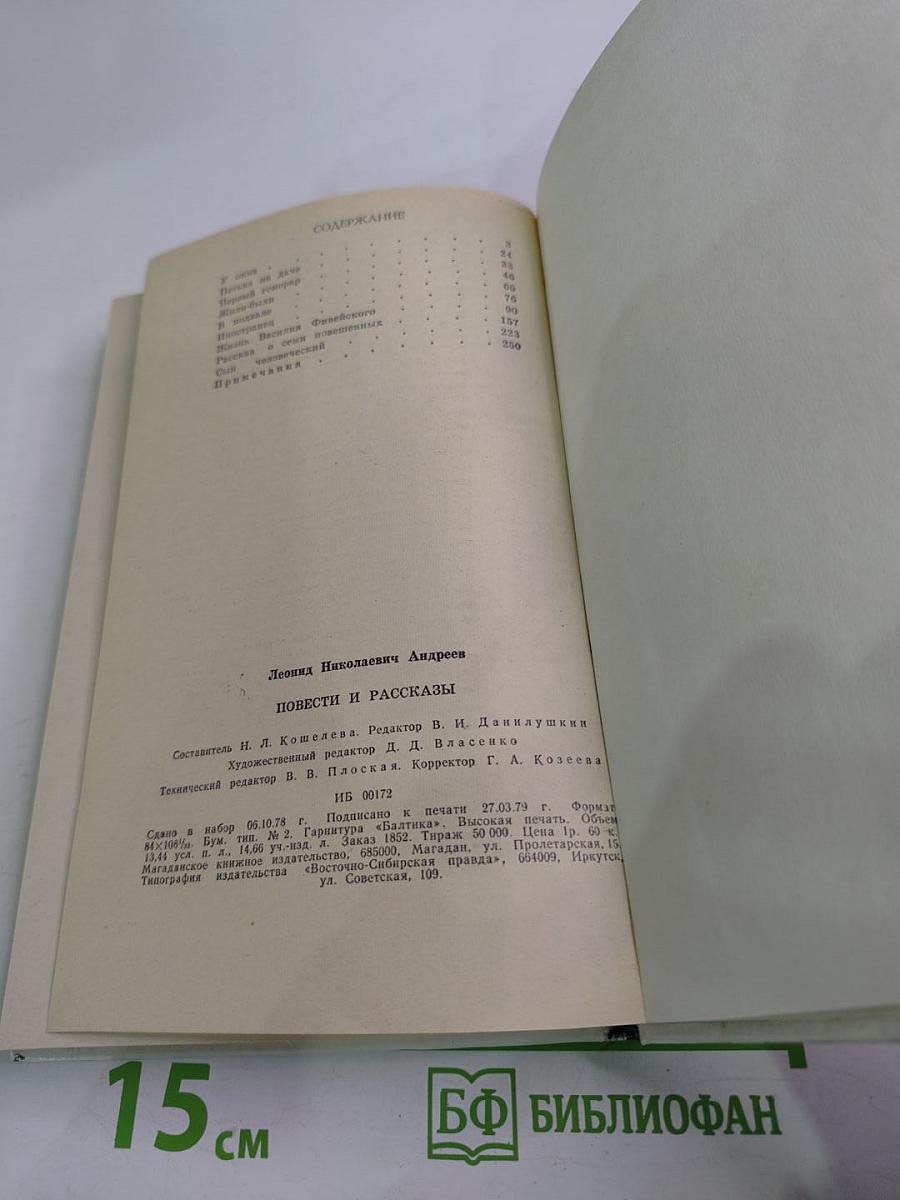 СОДЕРЖАНИЕ
У окна . . . . . . . . . 3
Петька на даче . . . . . . . . 24
Первый гонорар . . . . . . . . 33
Жили-были . . . . . . . . 46
В подвале . . . . . . . . 66
Иностранец . . . . . . . . 76
Жизнь Василия Фивейского . . . . . 90
Рассказ о семи повешенных . . . . . 157
Сын человеческий . . . . . . . 223
Примечания . . . . . . . . 250
Леонид Николаевич Андреев
ПОВЕСТИ И РАССКАЗЫ
Составитель Н. Л. Кошелева. Редактор В. И. Данилушкин
Художественный редактор Д. Д. Власенко
Технический редактор В. В. Плоская. Корректор Г. А. Козеева
ИБ 00172
Сдано в набор 06.10.78 г. Подписано к печати 27.03.79 г. Формат
84×108¹/₃₂. Бум. тип. № 2. Гарнитура «Балтика». Высокая печать. Объем
13,44 усл. п. л., 14,66 уч.-изд. л. Заказ 1852. Тираж 50 000. Цена 1р. 60 к.
Магаданское книжное издательство, 685000, Магадан, ул. Пролетарская, 15
Типография издательства «Восточно-Сибирская правда», 664009, Иркутск,
ул. Советская, 109.
15 см
БФ БИБЛИОФАН